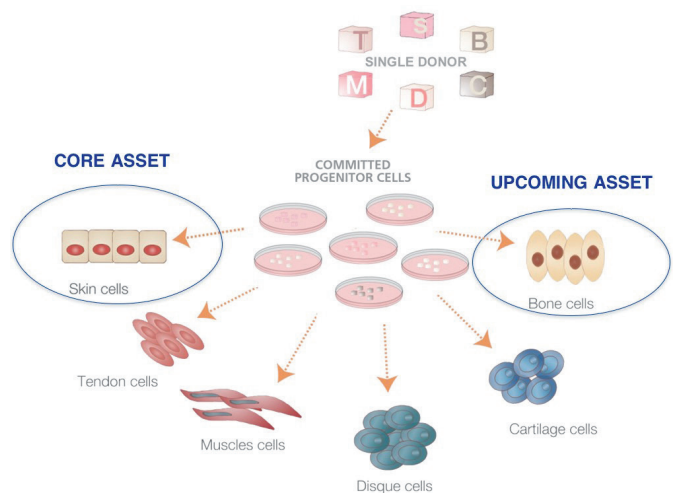 T S B
SINGLE DONOR
M D C
COMMITTED
PROGENITOR CELLS
CORE ASSET
UPCOMING ASSET
Skin cells
Bone cells
Tendon cells
Muscles cells
Cartilage cells
Disque cells